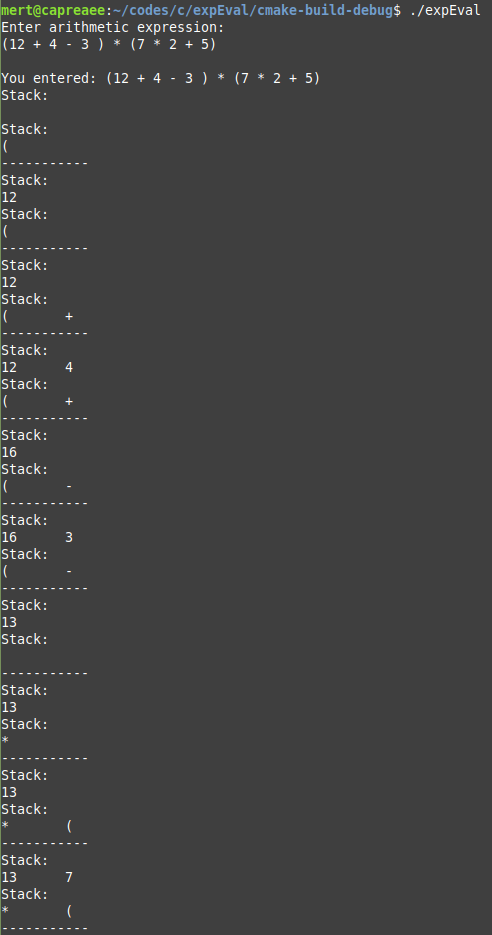 mert@capreaee:~/codes/c/expEval/cmake-build-debug$ ./expEval
Enter arithmetic expression:
(12 + 4 - 3 ) * (7 * 2 + 5)
You entered: (12 + 4 - 3 ) * (7 * 2 + 5)
Stack:
Stack:
(
-----------
Stack:
12
Stack:
(
-----------
Stack:
12
Stack:
( +
-----------
Stack:
12 4
Stack:
( +
-----------
Stack:
16
Stack:
( -
-----------
Stack:
16 3
Stack:
( -
-----------
Stack:
13
Stack:
-----------
Stack:
13
Stack:
*
-----------
Stack:
13
Stack:
* (
-----------
Stack:
13 7
Stack:
* (
-----------